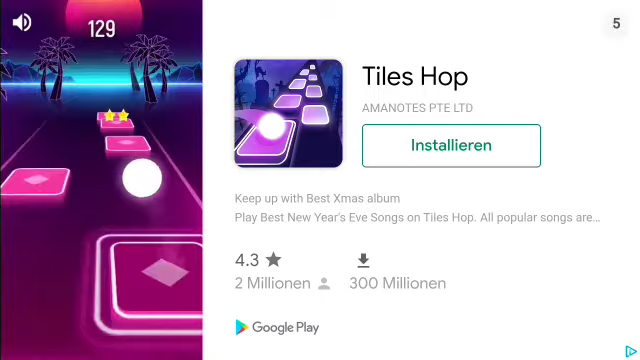 129
5
Tiles Hop
AMANOTES PTE LTD
Installieren
Keep up with Best Xmas album
Play Best New Year's Eve Songs on Tiles Hop. All popular songs are…
4.3
2 Millionen
300 Millionen
Google Play